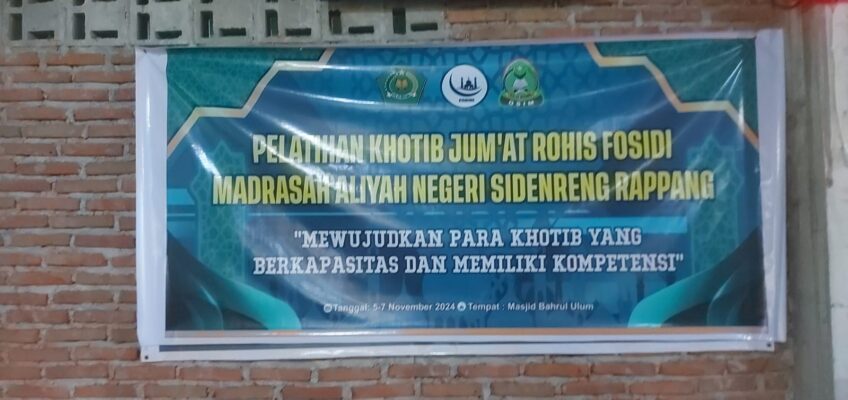 PELATIHAN KHOTIB JUM'AT ROHIS FOSIDI
MADRASAH ALIYAH NEGERI SIDENRENG RAPPANG
"MEWUJUDKAN PARA KHOTIB YANG
BERKAPASITAS DAN MEMILIKI KOMPETENSI"
Tanggal: 5-7 November 2024 Tempat : Masjid Bahrul Ulum